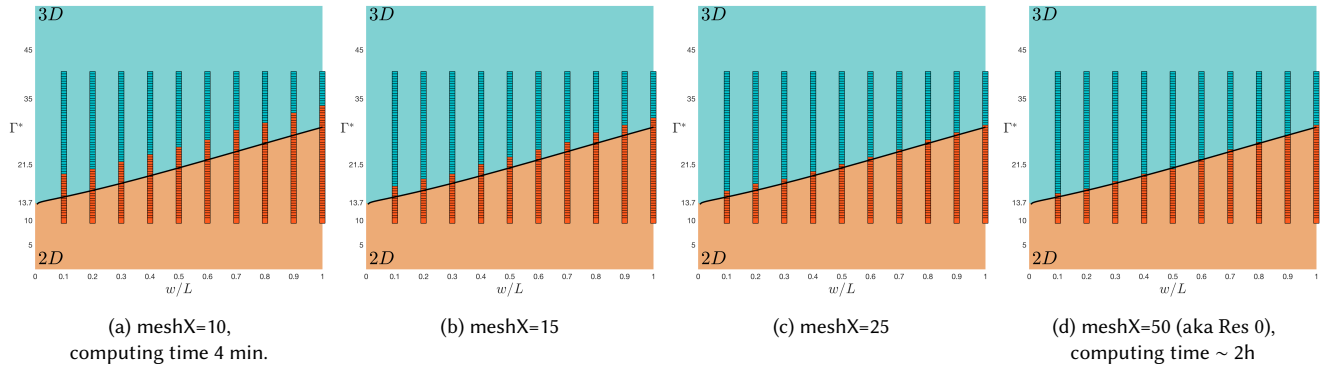 3D
45
35
Γ*
21.5
13.7
10
5
2D
0 0.1 0.2 0.3 0.4 0.5 0.6 0.7 0.8 0.9 1
w/L
(a) meshX=10,
computing time 4 min.
3D
45
35
Γ*
21.5
13.7
10
5
2D
0 0.1 0.2 0.3 0.4 0.5 0.6 0.7 0.8 0.9 1
w/L
(b) meshX=15
3D
45
35
Γ*
21.5
13.7
10
5
2D
0 0.1 0.2 0.3 0.4 0.5 0.6 0.7 0.8 0.9 1
w/L
(c) meshX=25
3D
45
35
Γ*
21.5
13.7
10
5
2D
0 0.1 0.2 0.3 0.4 0.5 0.6 0.7 0.8 0.9 1
w/L
(d) meshX=50 (aka Res 0),
computing time ∼ 2h